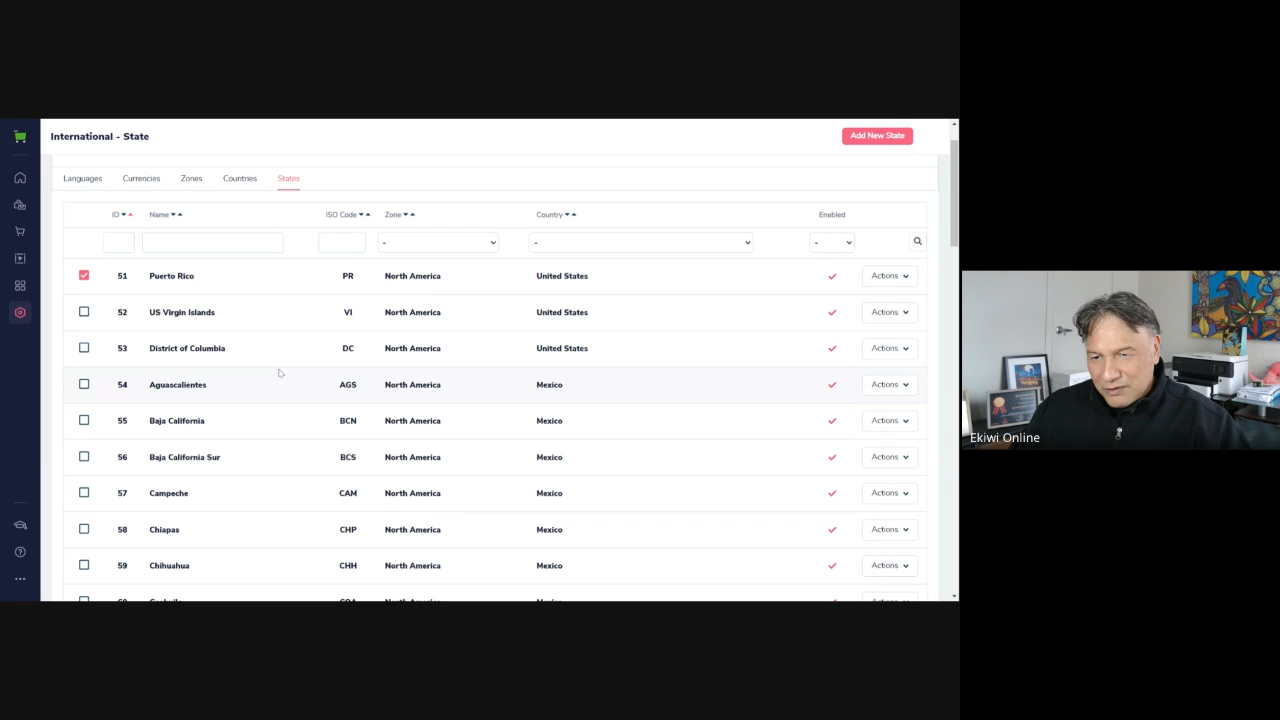 International - State
Add New State
Languages Currencies Zones Countries States
ID Name ISO Code Zone Country Enabled
- - -
51 Puerto Rico PR North America United States Actions
52 US Virgin Islands VI North America United States Actions
53 District of Columbia DC North America United States Actions
54 Aguascalientes AGS North America Mexico Actions
55 Baja California BCN North America Mexico Actions
56 Baja California Sur BCS North America Mexico Actions
57 Campeche CAM North America Mexico Actions
58 Chiapas CHP North America Mexico Actions
59 Chihuahua CHH North America Mexico Actions
Ekiwi Online